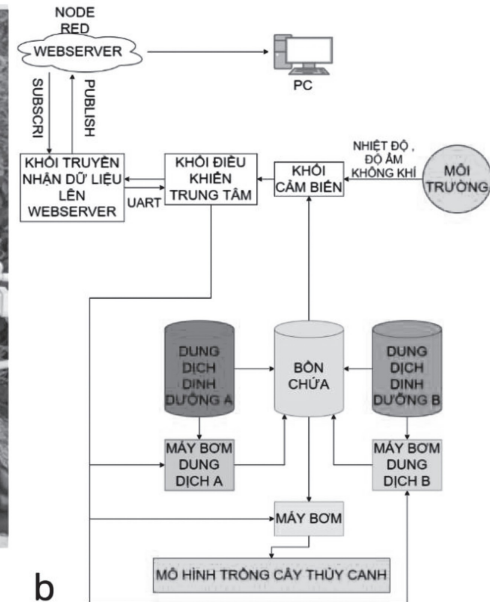 NODE
RED
WEBSERVER
PC
SUBSCRI
PUBLISH
KHỐI TRUYỀN
NHẬN DỮ LIỆU
LÊN
WEBSERVER
UART
KHỐI ĐIỀU
KHIỂN
TRUNG TÂM
KHỐI
CẢM BIẾN
NHIỆT ĐỘ ,
ĐỘ ẨM
KHÔNG KHÍ
MÔI
TRƯỜNG
DUNG
DỊCH
DINH
DƯỠNG A
BỒN
CHỨA
DUNG
DỊCH
DINH
DƯỠNG B
MÁY BƠM
DUNG
DỊCH A
MÁY BƠM
DUNG
DỊCH B
MÁY BƠM
MÔ HÌNH TRỒNG CÂY THỦY CANH
b